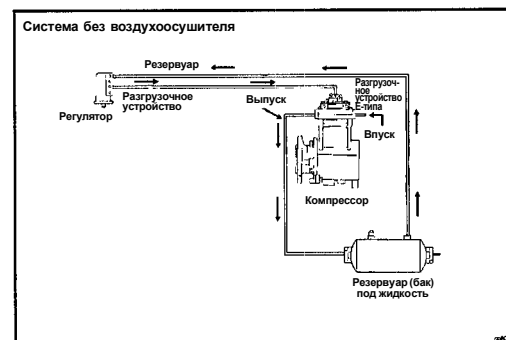 Система без воздухоосушителя
Резервуар
Разгрузочное
устройство
Регулятор
Выпуск
Разгрузоч-
ное
устройство
Е-типа
Впуск
Компрессор
Резервуар (бак)
под жидкость